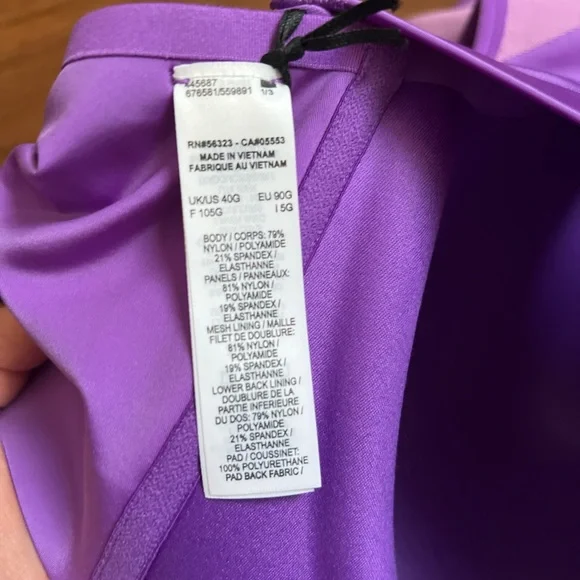 445687
676581/559891 1/3
RN#56323 - CA#05553
MADE IN VIETNAM
FABRIQUE AU VIETNAM
UK/US 40G EU 90G
F 105G I 5G
BODY / CORPS: 79%
NYLON / POLYAMIDE
21% SPANDEX /
ELASTHANNE
PANELS / PANNEAUX:
81% NYLON /
POLYAMIDE
19% SPANDEX /
ELASTHANNE
MESH LINING / MAILLE
FILET DE DOUBLURE:
81% NYLON /
POLYAMIDE
19% SPANDEX /
ELASTHANNE
LOWER BACK LINING /
DOUBLURE DE LA
PARTIE INFERIEURE
DU DOS: 79% NYLON /
POLYAMIDE
21% SPANDEX /
ELASTHANNE
PAD / COUSSINET:
100% POLYURETHANE
PAD BACK FABRIC /